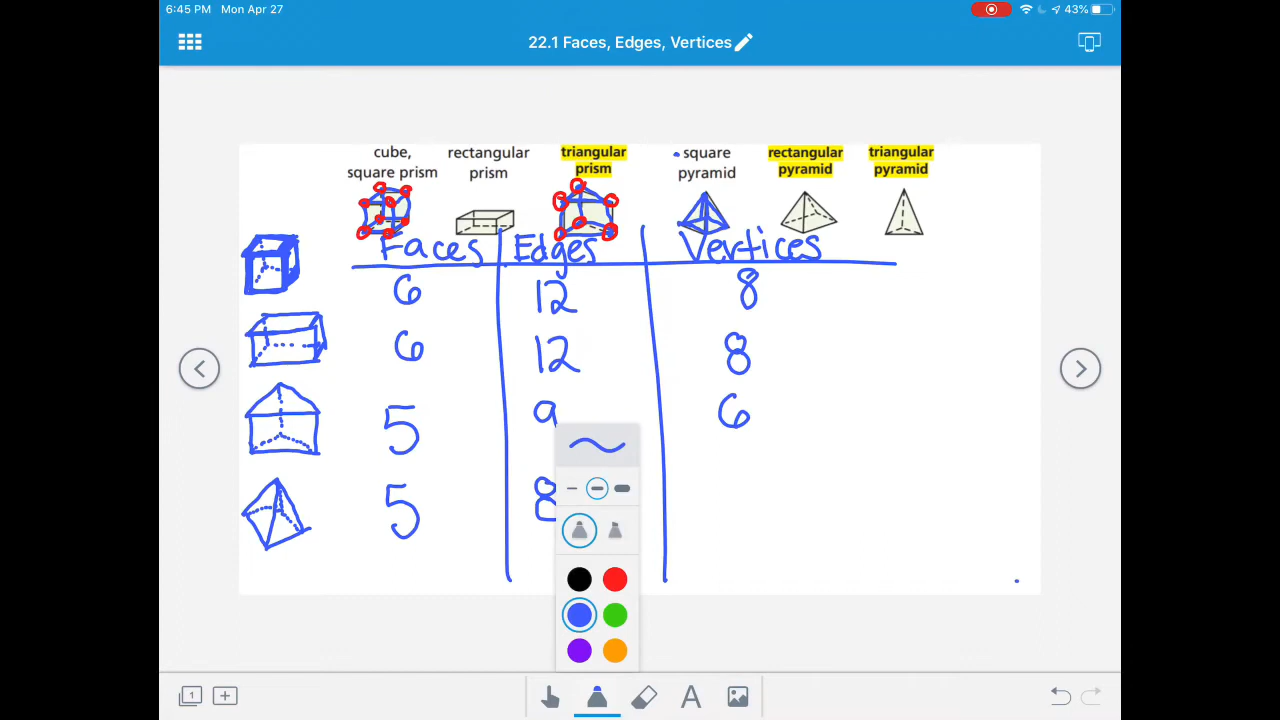 6:45 PM Mon Apr 27 43%
22.1 Faces, Edges, Vertices
cube, square prism
rectangular prism
triangular prism
square pyramid
rectangular pyramid
triangular pyramid
Faces Edges Vertices
6 12 8
6 12 8
5 9 6
5 8
A
1